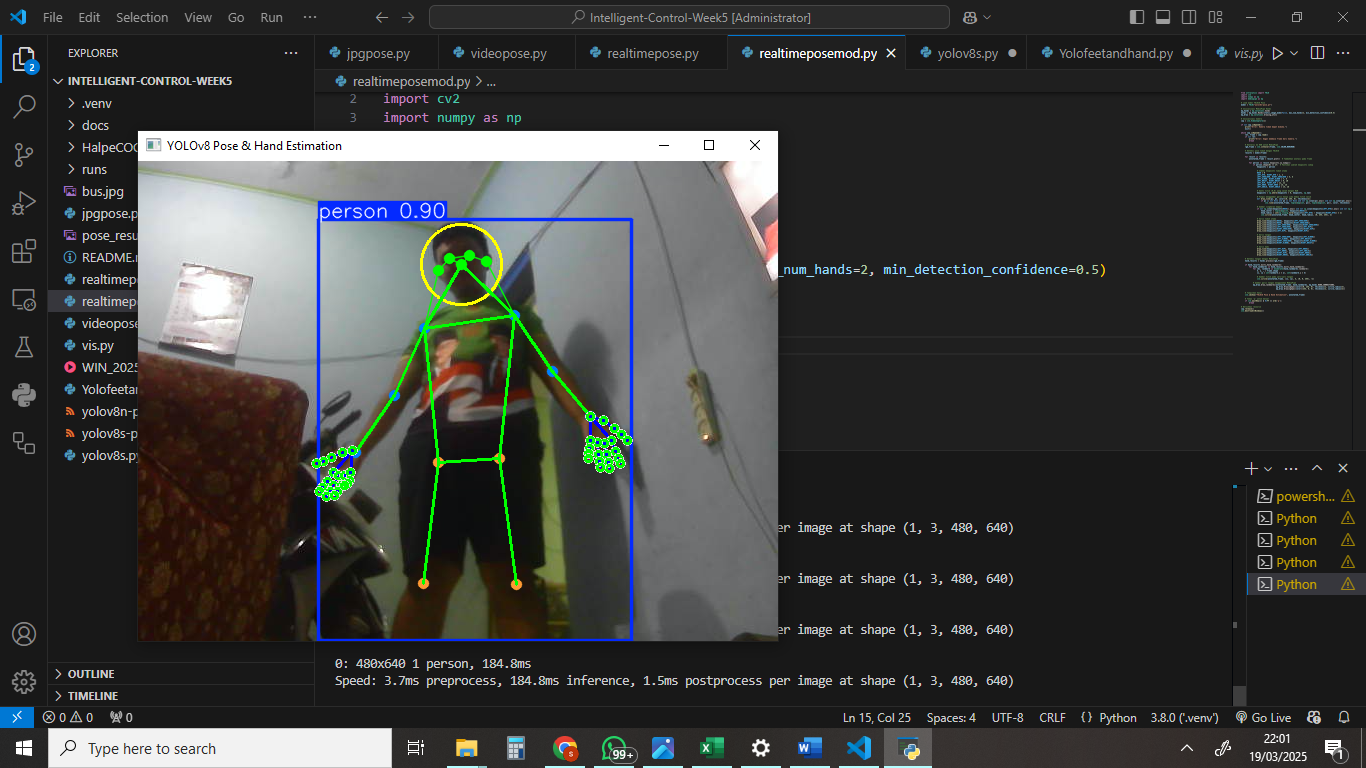 File Edit Selection View Go Run ··· Intelligent-Control-Week5 [Administrator]
EXPLORER ···
INTELLIGENT-CONTROL-WEEK5
.venv
docs
HalpeCOC
runs
bus.jpg
jpgpose.p
pose_resu
README.m
realtimepo
realtimepo
videopose
vis.py
WIN_2025
Yolofeetan
yolov8n-p
yolov8s-p
yolov8s.py
OUTLINE
TIMELINE
2
jpgpose.py videopose.py realtimepose.py realtimeposemod.py yolov8s.py Yolofeetandhand.py vis.py ···
realtimeposemod.py > ...
2 import cv2
3 import numpy as np
YOLOv8 Pose & Hand Estimation
person 0.90
_num_hands=2, min_detection_confidence=0.5)
er image at shape (1, 3, 480, 640)
er image at shape (1, 3, 480, 640)
er image at shape (1, 3, 480, 640)
0: 480x640 1 person, 184.8ms
Speed: 3.7ms preprocess, 184.8ms inference, 1.5ms postprocess per image at shape (1, 3, 480, 640)
powersh...
Python
Python
Python
Python
0 0 0 Ln 15, Col 25 Spaces: 4 UTF-8 CRLF { } Python 3.8.0 ('.venv') Go Live
Type here to search
S
99+
22:01
19/03/2025
1